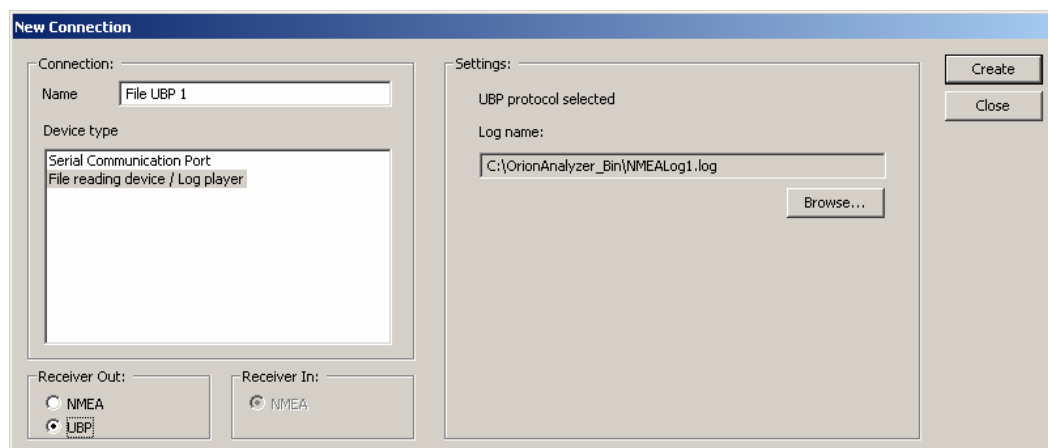 New Connection
Connection:
Name File UBP 1
Device type
Serial Communication Port
File reading device / Log player
Receiver Out:
NMEA
UBP
Receiver In:
NMEA
Settings:
UBP protocol selected
Log name:
C:\OrionAnalyzer_Bin\NMEALog1.log
Browse...
Create
Close